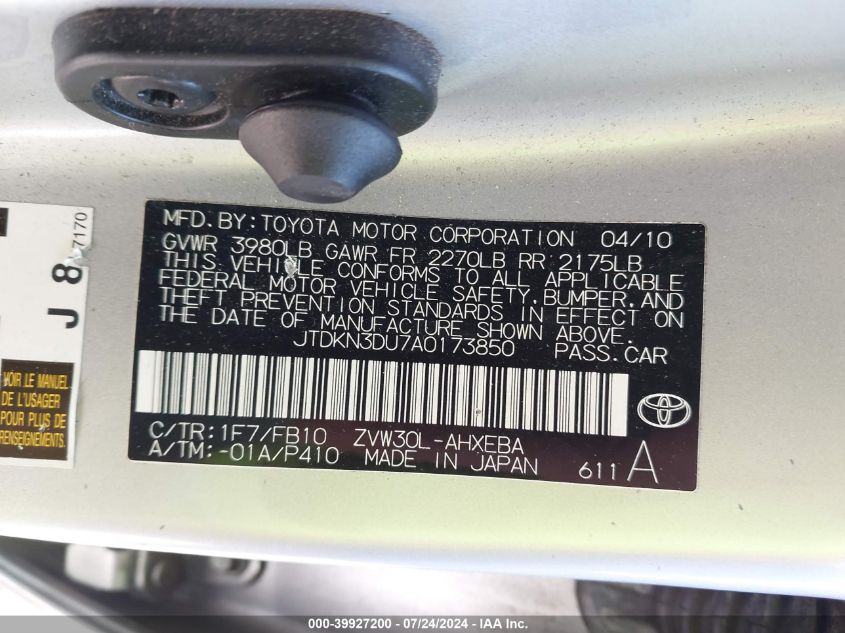 MFD. BY: TOYOTA MOTOR CORPORATION 04/10
GVWR 3980LB GAWR FR 2270LB RR 2175LB
THIS VEHICLE CONFORMS TO ALL APPLICABLE
FEDERAL MOTOR VEHICLE SAFETY, BUMPER, AND
THEFT PREVENTION STANDARDS IN EFFECT ON
THE DATE OF MANUFACTURE SHOWN ABOVE.
JTDKN3DU7A0173850 PASS. CAR
C/TR: 1F7/FB10 ZVW30L-AHXEBA
A/TM: -01A/P410 MADE IN JAPAN 611 A
J 8
7170
VOIR LE MANUEL
DE L'USAGER
POUR PLUS DE
RENSEIGNEMENTS
000-39927200 - 07/24/2024 - IAA Inc.